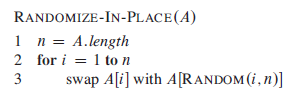 RANDOMIZE-IN-PLACE(A)
1 n = A.length
2 for i = 1 to n
3 swap A[i] with A[RANDOM(i, n)]